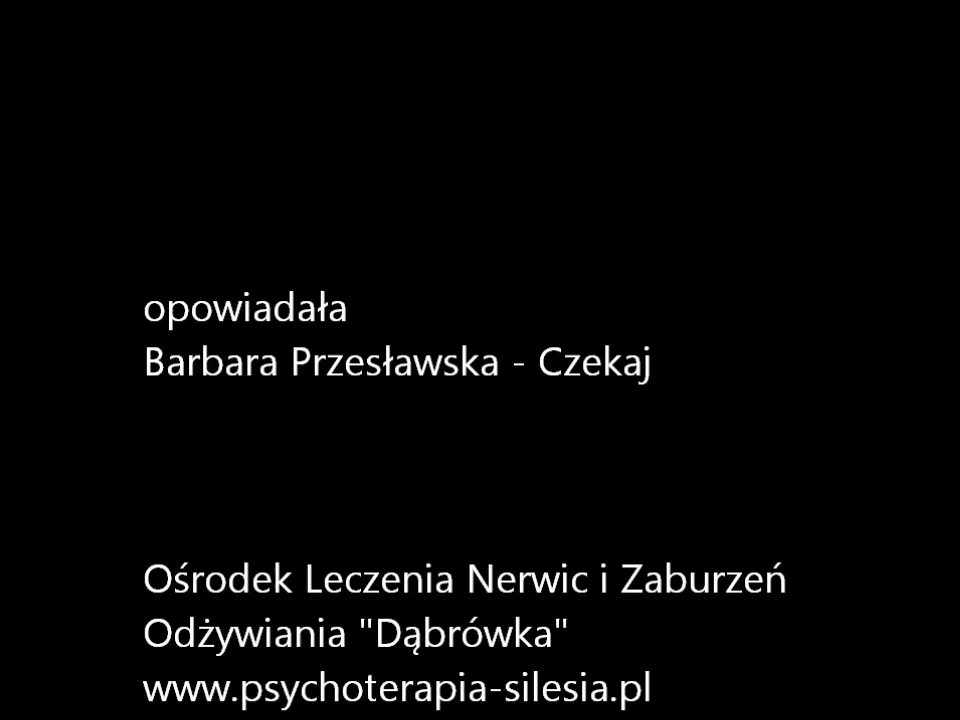 opowiadała
Barbara Przesławska - Czekaj
Ośrodek Leczenia Nerwic i Zaburzeń
Odżywiania "Dąbrówka"
www.psychoterapia-silesia.pl